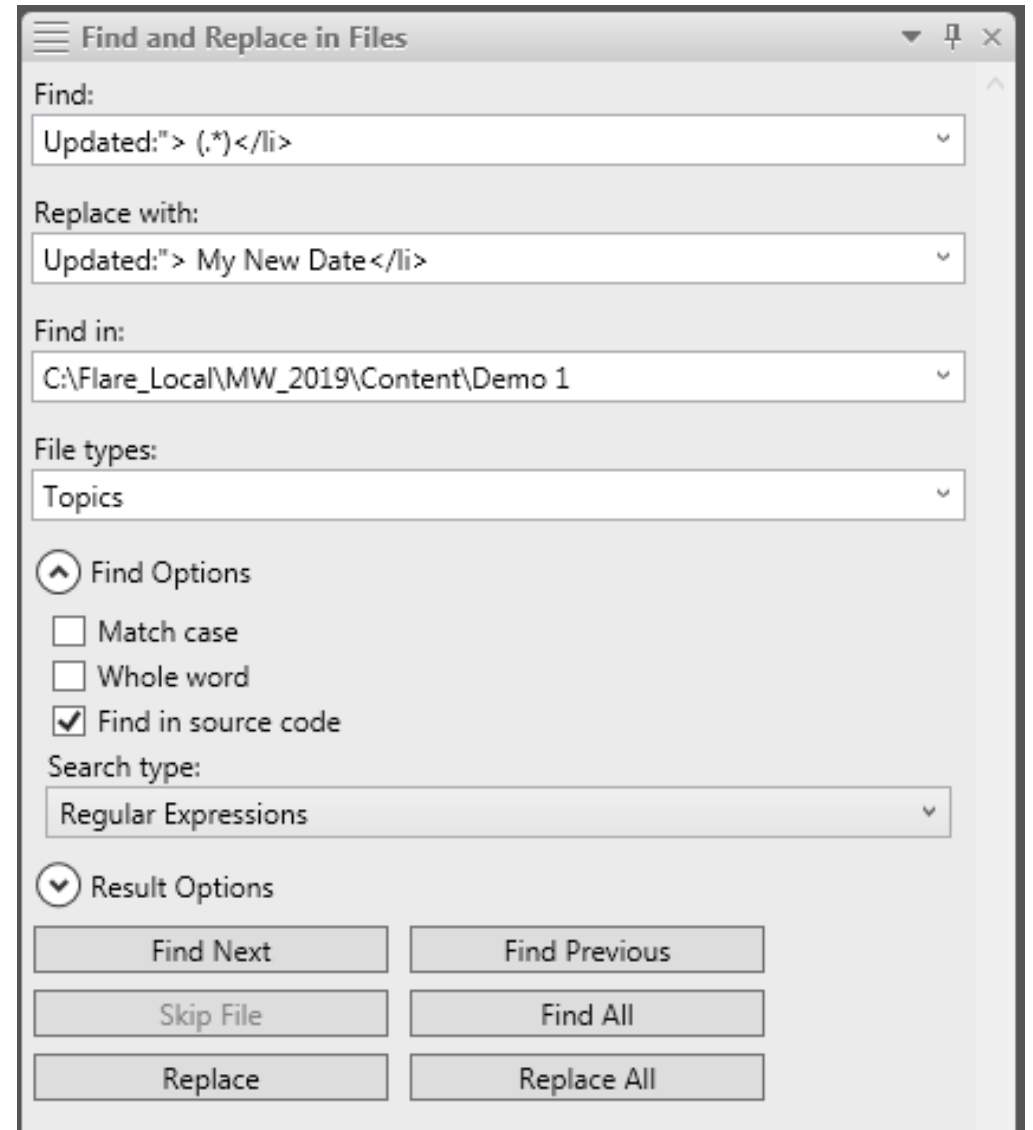 Find and Replace in Files
Find:
Updated:"> (.*)</li>
Replace with:
Updated:"> My New Date</li>
Find in:
C:\Flare_Local\MW_2019\Content\Demo 1
File types:
Topics
Find Options
Match case
Whole word
Find in source code
Search type:
Regular Expressions
Result Options
Find Next Find Previous
Skip File Find All
Replace Replace All